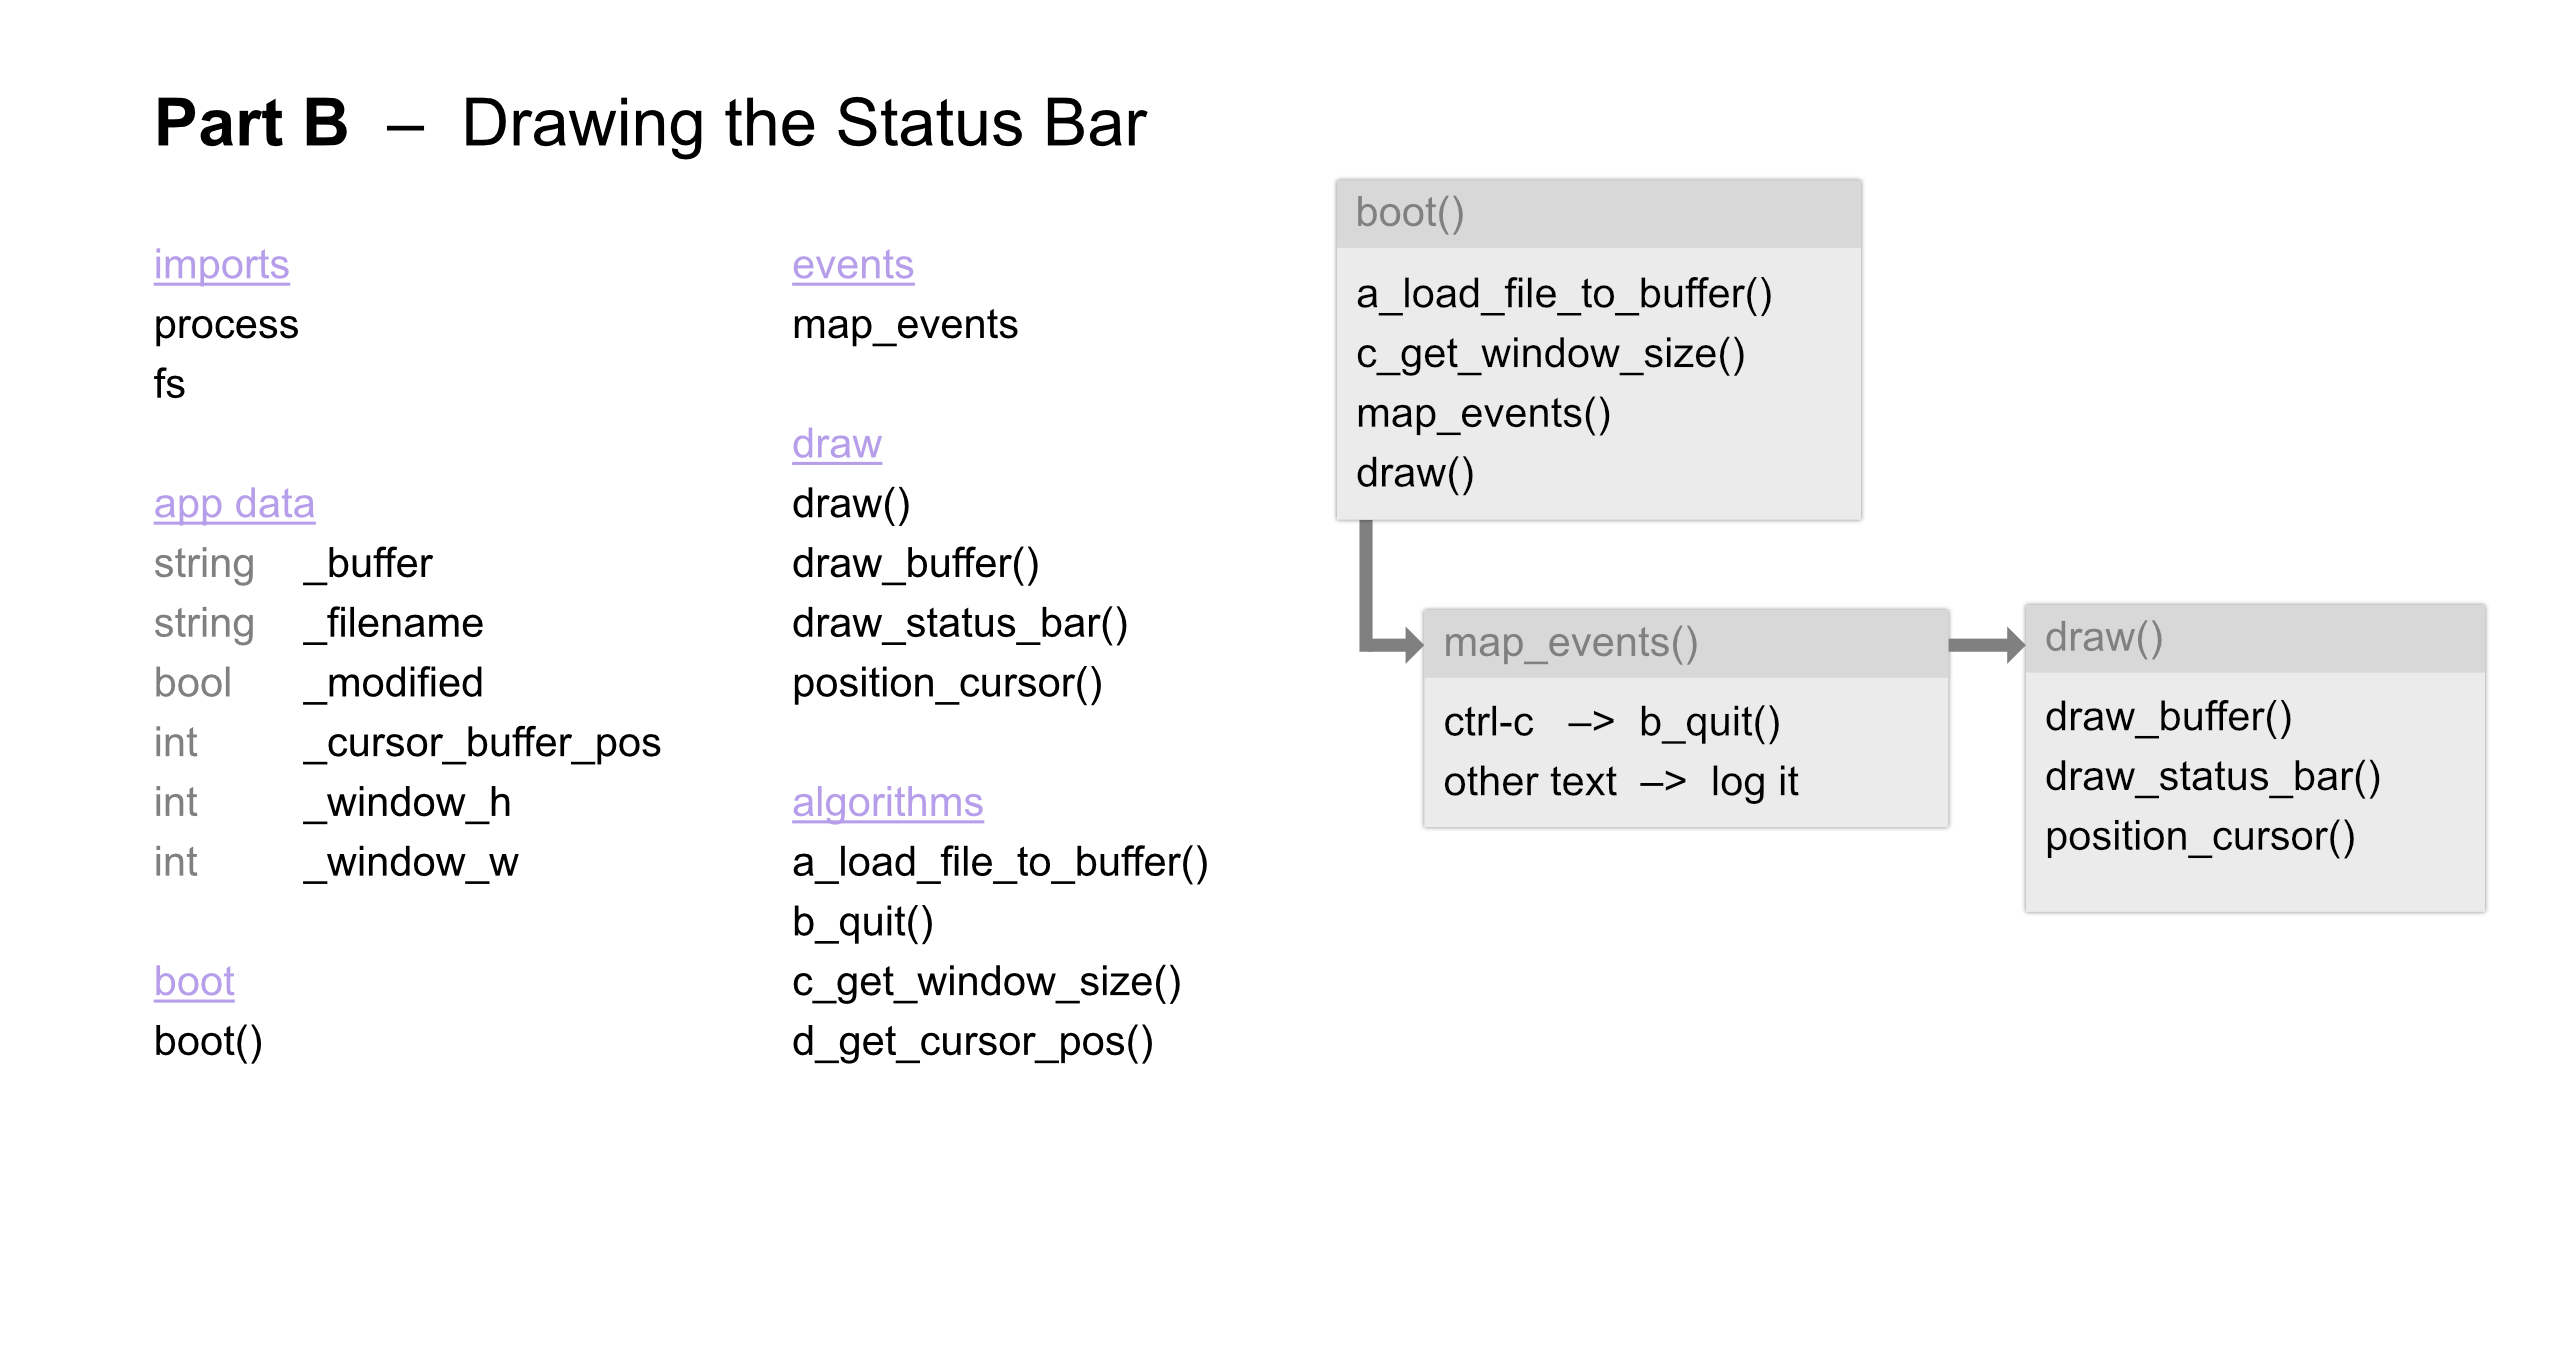 Part B – Drawing the Status Bar
imports
process
fs
app data
string _buffer
string _filename
bool _modified
int _cursor_buffer_pos
int _window_h
int _window_w
boot
boot()
events
map_events
draw
draw()
draw_buffer()
draw_status_bar()
position_cursor()
algorithms
a_load_file_to_buffer()
b_quit()
c_get_window_size()
d_get_cursor_pos()
boot()
a_load_file_to_buffer()
c_get_window_size()
map_events()
draw()
map_events()
ctrl-c –> b_quit()
other text –> log it
draw()
draw_buffer()
draw_status_bar()
position_cursor()